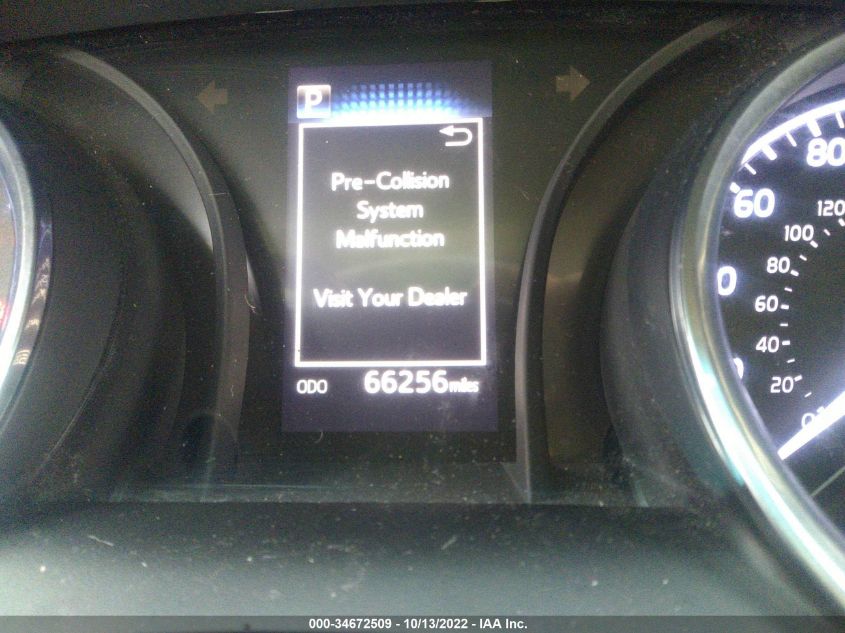 P
Pre-Collision
System
Malfunction
Visit Your Dealer
ODO 66256 miles
80
60
120
100
80
60
40
20
000-34672509 - 10/13/2022 - IAA Inc.